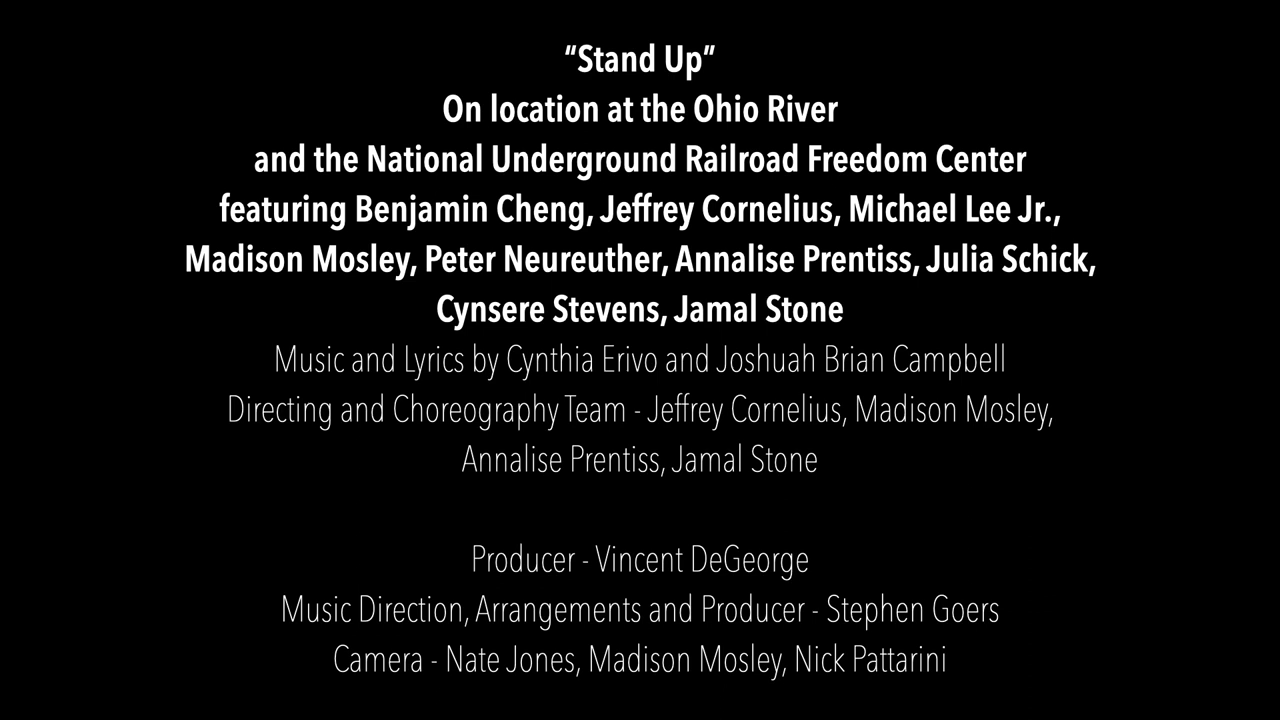 “Stand Up”
On location at the Ohio River
and the National Underground Railroad Freedom Center
featuring Benjamin Cheng, Jeffrey Cornelius, Michael Lee Jr.,
Madison Mosley, Peter Neureuther, Annalise Prentiss, Julia Schick,
Cynsere Stevens, Jamal Stone
Music and Lyrics by Cynthia Erivo and Joshuah Brian Campbell
Directing and Choreography Team - Jeffrey Cornelius, Madison Mosley,
Annalise Prentiss, Jamal Stone
Producer - Vincent DeGeorge
Music Direction, Arrangements and Producer - Stephen Goers
Camera - Nate Jones, Madison Mosley, Nick Pattarini